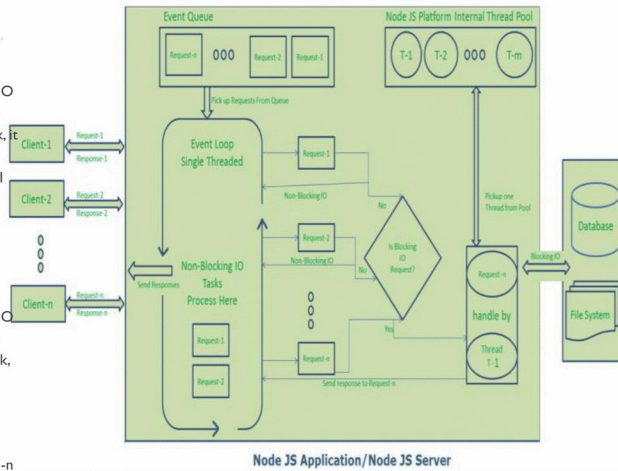 Event Queue
Node JS Platform Internal Thread Pool
Request-n
Request-2
Request-1
T-1
T-2
T-m
O
Pick up Requests From Queue
k, it
Client-1
Request-1
Response-1
Event Loop
Single Threaded
Request-1
l
Client-2
Request-2
Response-2
Non-Blocking IO
No
Pickup one
Thread from Pool
Request-2
Is Blocking
IO
Request?
Database
Non-Blocking IO
Tasks
Process Here
Non-Blocking IO
No
Blocking IO
Send Responses
Request-n
Client-n
Request-n
Response-n
O
handle by
File System
Yes
Request-1
Thread
T-1
k,
Request-n
Request-2
Send response to Request-n
Node JS Application/Node JS Server
-n